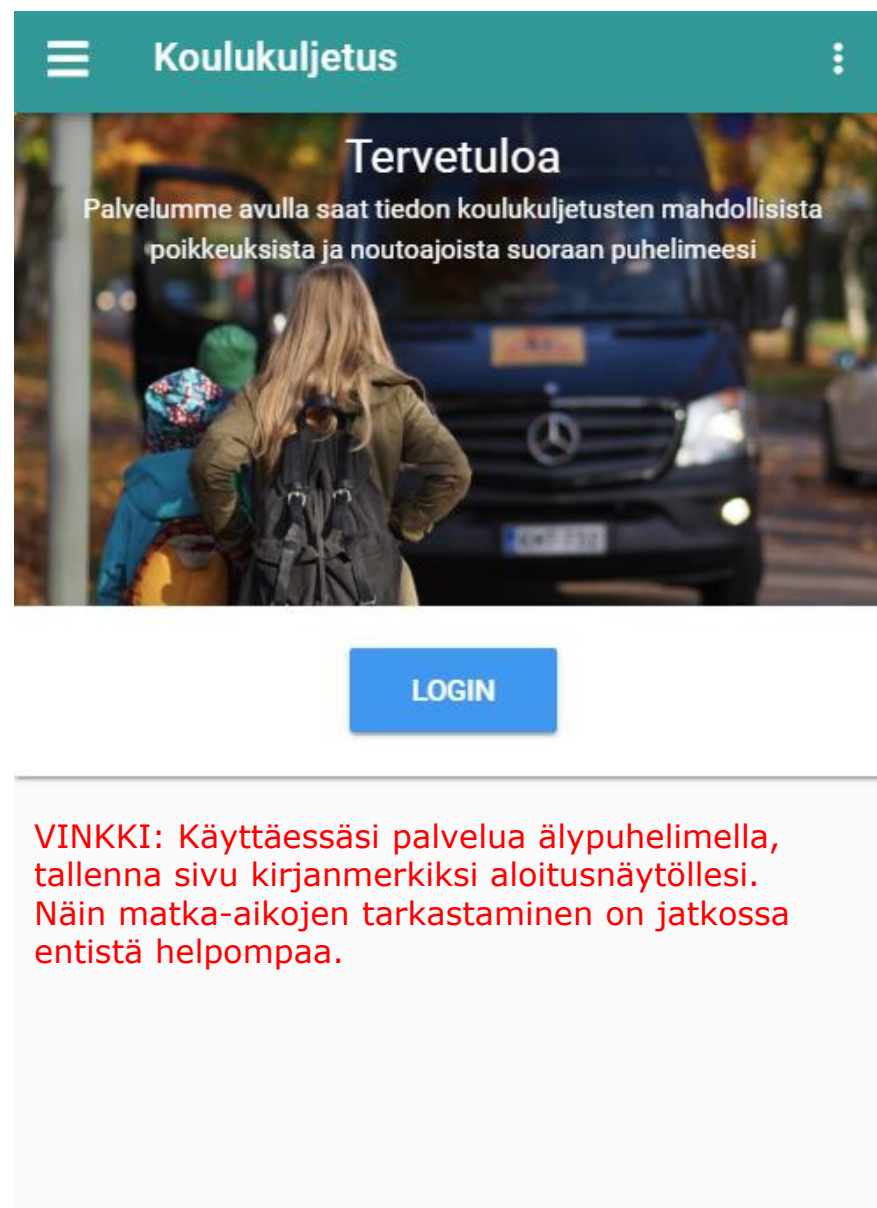 Koulukuljetus
Tervetuloa
Palvelumme avulla saat tiedon koulukuljetusten mahdollisista
poikkeuksista ja noutoajoista suoraan puhelimeesi
LOGIN
VINKKI: Käyttäessäsi palvelua älypuhelimella,
tallenna sivu kirjanmerkiksi aloitusnäytöllesi.
Näin matka-aikojen tarkastaminen on jatkossa
entistä helpompaa.